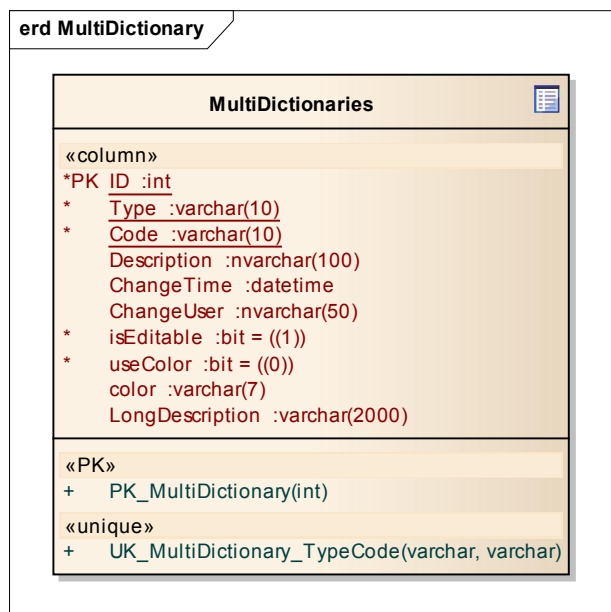 erd MultiDictionary
MultiDictionaries
«column»
*PK ID :int
* Type :varchar(10)
* Code :varchar(10)
Description :nvarchar(100)
ChangeTime :datetime
ChangeUser :nvarchar(50)
* isEditable :bit = ((1))
* useColor :bit = ((0))
color :varchar(7)
LongDescription :varchar(2000)
«PK»
+ PK_MultiDictionary(int)
«unique»
+ UK_MultiDictionary_TypeCode(varchar, varchar)